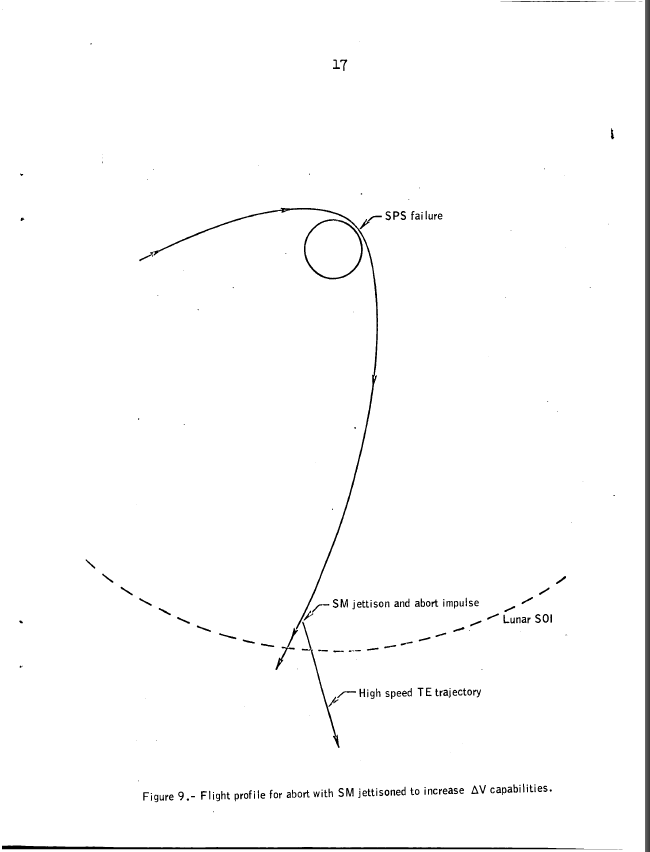 17
SPS failure
SM jettison and abort impulse
Lunar SOI
High speed TE trajectory
Figure 9.- Flight profile for abort with SM jettisoned to increase ΔV capabilities.